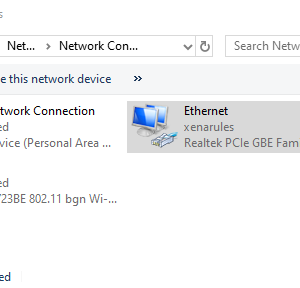 s
Net... Network Con... Search Netw
e this network device »
twork Connection
ed
vice (Personal Area ...
Ethernet
xenarules
Realtek PCIe GBE Fam
ed
723BE 802.11 bgn Wi-...
ed